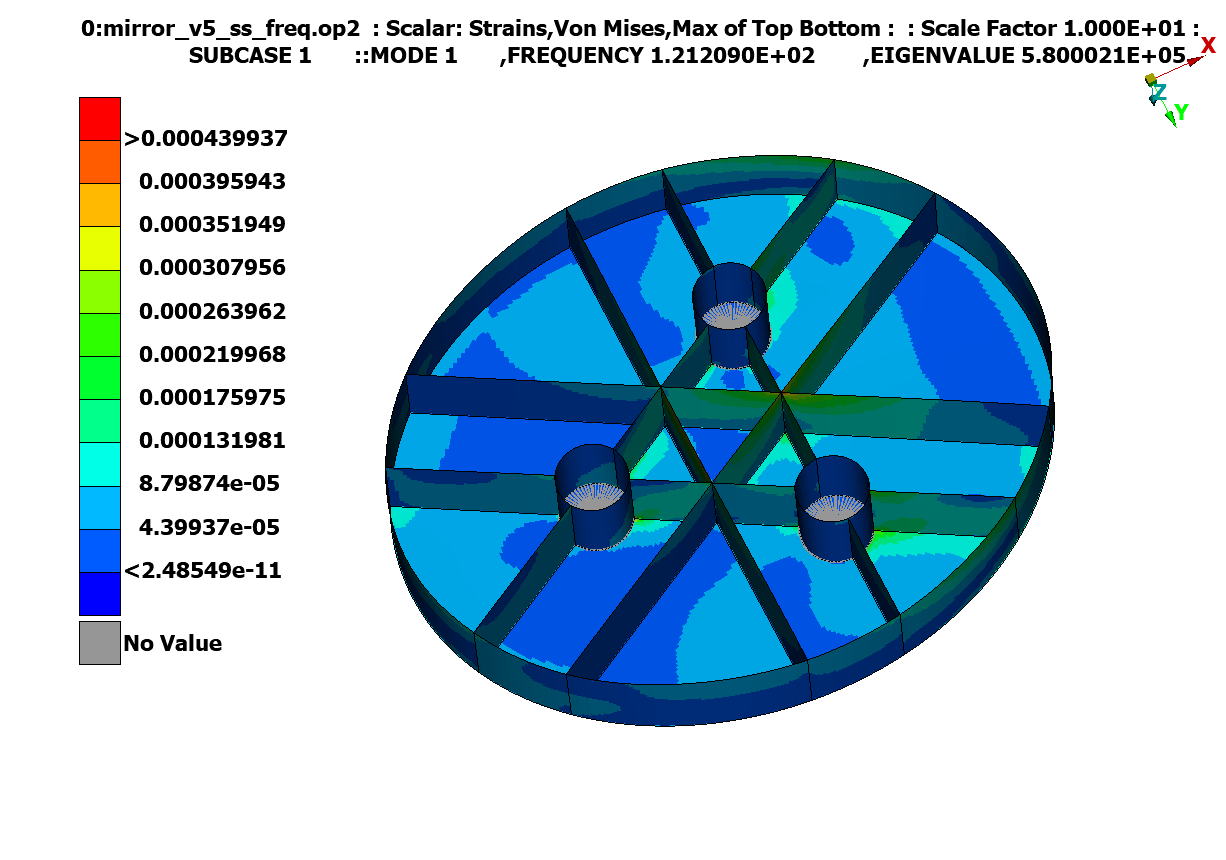 0:mirror_v5_ss_freq.op2 : Scalar: Strains,Von Mises,Max of Top Bottom : : Scale Factor 1.000E+01 :
SUBCASE 1 ::MODE 1 ,FREQUENCY 1.212090E+02 ,EIGENVALUE 5.800021E+05
X
Z
Y
>0.000439937
0.000395943
0.000351949
0.000307956
0.000263962
0.000219968
0.000175975
0.000131981
8.79874e-05
4.39937e-05
<2.48549e-11
No Value